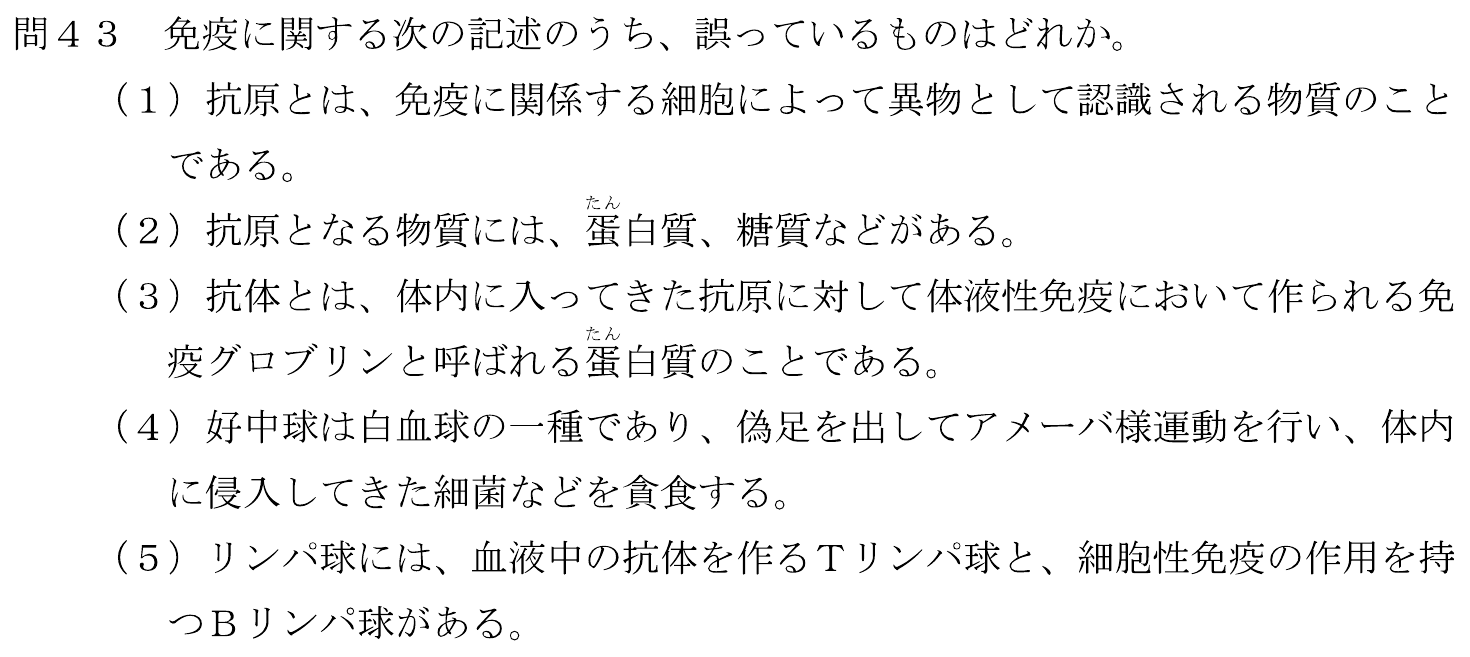 問４３　免疫に関する次の記述のうち、誤っているものはどれか。
（１）抗原とは、免疫に関係する細胞によって異物として認識される物質のこと
である。
（２）抗原となる物質には、蛋白質、糖質などがある。
（３）抗体とは、体内に入ってきた抗原に対して体液性免疫において作られる免
疫グロブリンと呼ばれる蛋白質のことである。
（４）好中球は白血球の一種であり、偽足を出してアメーバ様運動を行い、体内
に侵入してきた細菌などを貪食する。
（５）リンパ球には、血液中の抗体を作るＴリンパ球と、細胞性免疫の作用を持
つＢリンパ球がある。